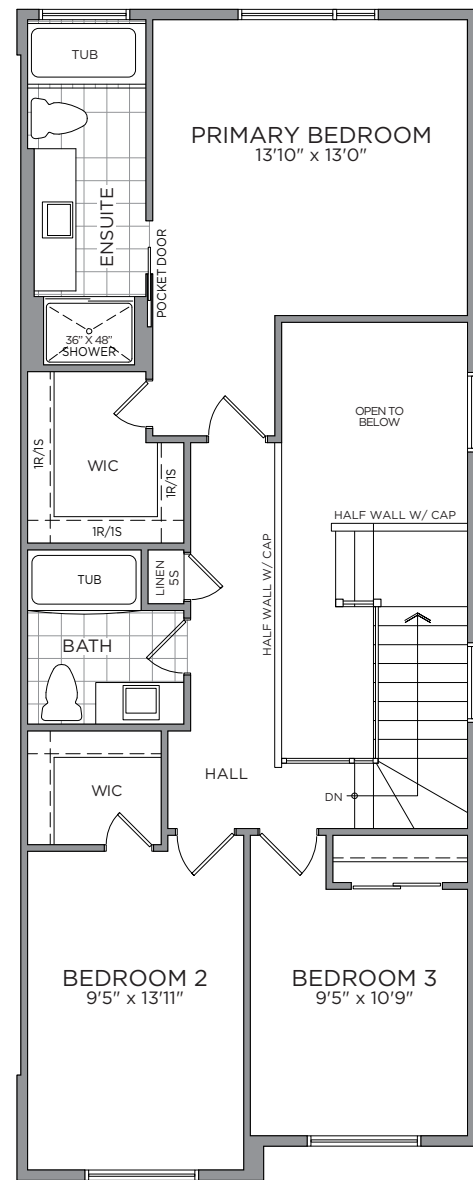 TUB
PRIMARY BEDROOM
13'10" x 13'0"
ENSUITE
POCKET DOOR
36" X 48"
SHOWER
OPEN TO
BELOW
1R/1S
WIC
1R/1S
1R/1S
HALF WALL W/ CAP
HALF WALL W/ CAP
TUB
LINEN
5S
BATH
HALL
WIC
DN
BEDROOM 2
9'5" x 13'11"
BEDROOM 3
9'5" x 10'9"